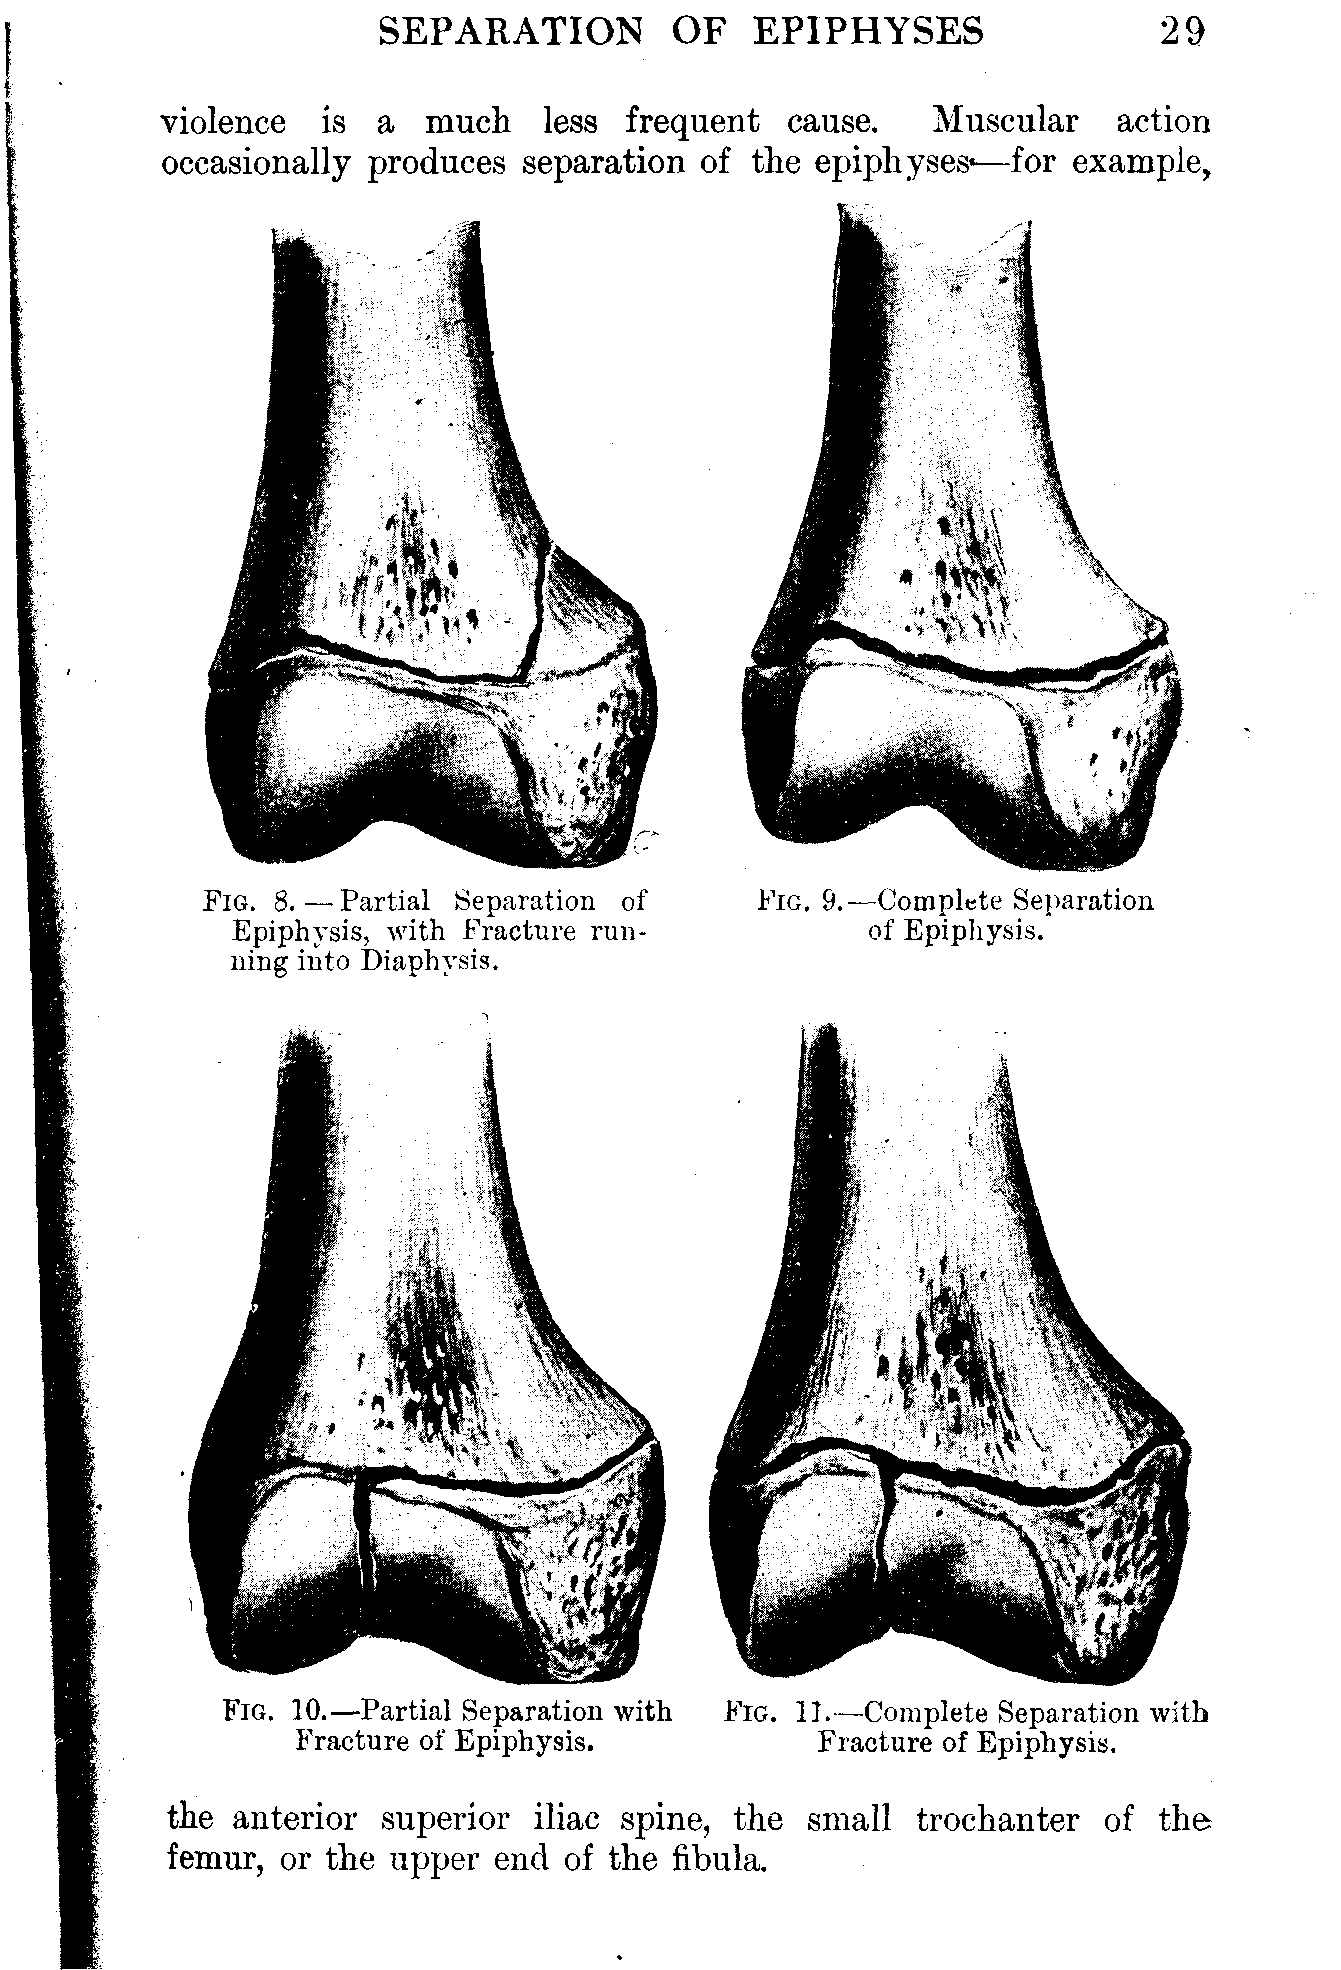 SEPARATION OF EPIPHYSES 29
violence is a much less frequent cause. Muscular action
occasionally produces separation of the epiphyses—for example,
FIG. 8. — Partial Separation of
Epiphysis, with Fracture run-
ning into Diaphysis.
FIG. 9.—Complete Separation
of Epiphysis.
FIG. 10.—Partial Separation with
Fracture of Epiphysis.
FIG. 11.—Complete Separation with
Fracture of Epiphysis.
the anterior superior iliac spine, the small trochanter of the
femur, or the upper end of the fibula.